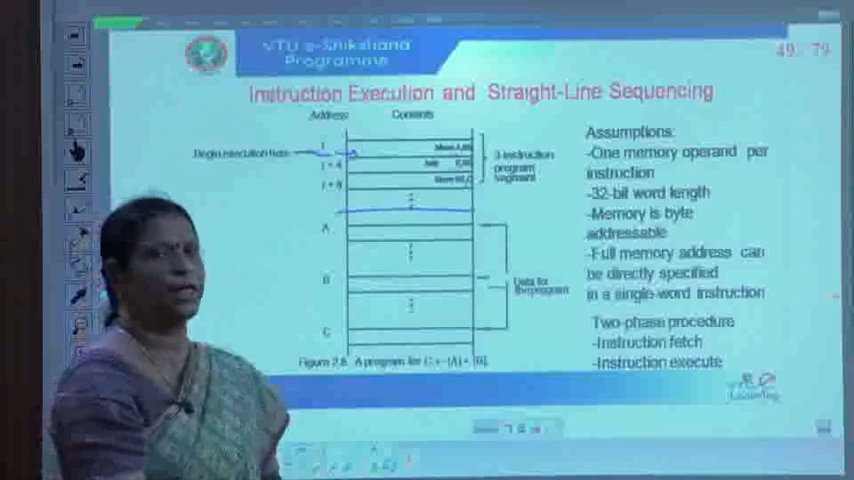 VTU e-Shikshana
Programme
49 / 79
Instruction Execution and Straight-Line Sequencing
Address
Contents
Begin execution here
i
Move A,R0
i + 4
Add B,R0
i + 8
Move R0,C
3-instruction
program
segment
A
B
C
Data for
the program
Figure 2.8. A program for C ← [A] + [B].
Assumptions:
-One memory operand per
instruction
-32-bit word length
-Memory is byte
addressable
-Full memory address can
be directly specified
in a single-word instruction
Two-phase procedure
-Instruction fetch
-Instruction execute